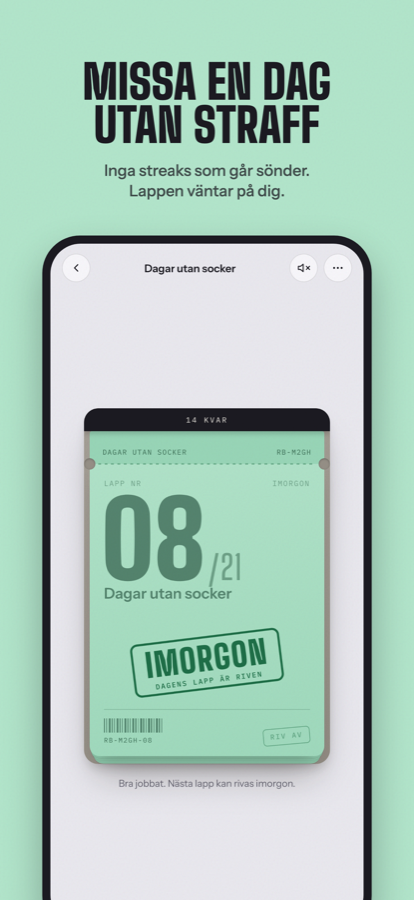 MISSA EN DAG
UTAN STRAFF
Inga streaks som går sönder.
Lappen väntar på dig.
Dagar utan socker
14 KVAR
DAGAR UTAN SOCKER RB-M2GH
LAPP NR IMORGON
08/21
Dagar utan socker
IMORGON
DAGENS LAPP ÄR RIVEN
RB-M2GH-08
RIV AV
Bra jobbat. Nästa lapp kan rivas imorgon.